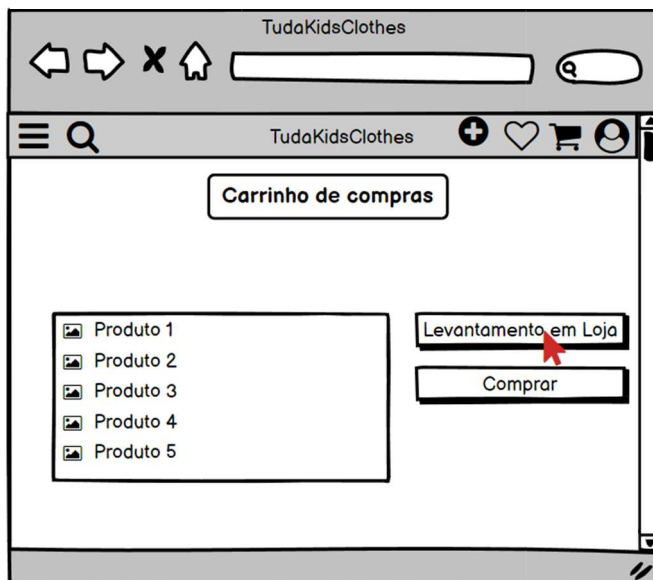 TudaKidsClothes
TudaKidsClothes
Carrinho de compras
Produto 1
Produto 2
Produto 3
Produto 4
Produto 5
Levantamento em Loja
Comprar